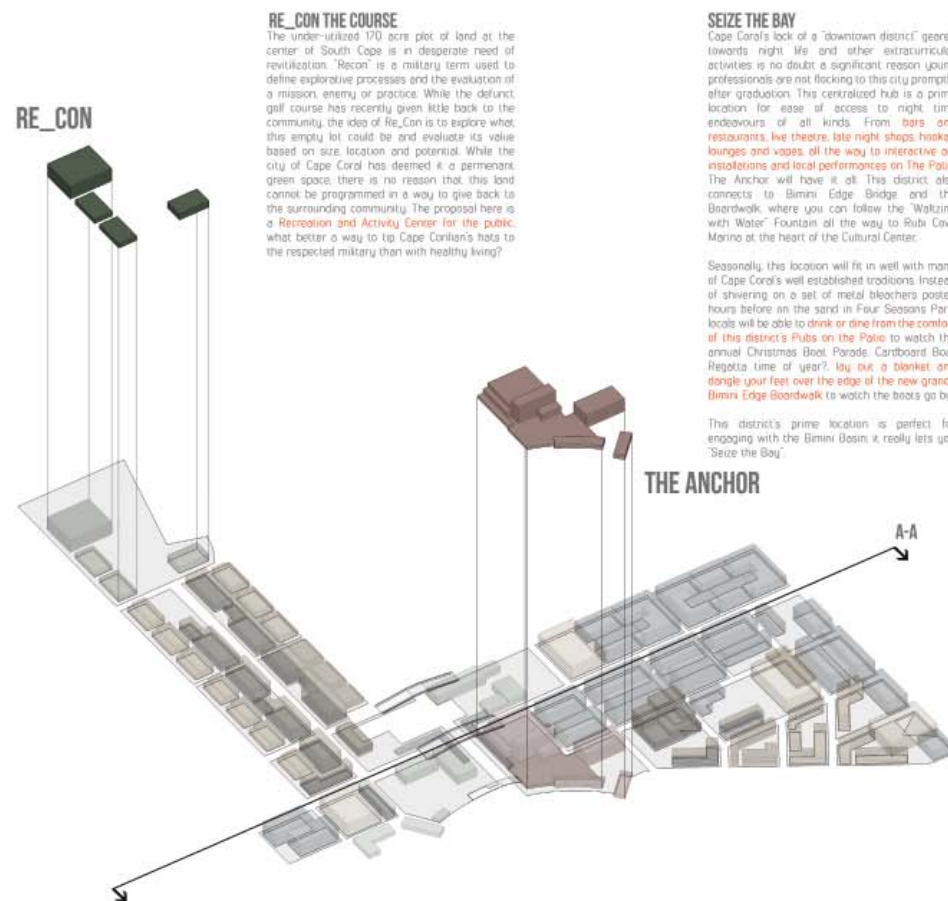 RE_CON THE COURSE
The under-utilized 170 acre plot of land at the
center of South Cape is in desperate need of
revitilization. "Recon" is a military term used to
define explorative processes and the evaluation of
a mission, enemy or practice. While the defunct
golf course has recently given little back to the
community, the idea of Re_Con is to explore what
this empty lot could be and evaluate its value
based on size, location and potential. While the
city of Cape Coral has deemed it a permenant
green space, there is no reason that this land
cannot be programmed in a way to give back to
the surrounding community. The proposal here is
a Recreation and Activity Center for the public,
what better a way to tip Cape Corilian's hats to
the respected military than with healthy living?
SEIZE THE BAY
Cape Coral's lack of a "downtown district" geare
towards night life and other extracurricula
activities is no doubt a significant reason youn
professionals are not flocking to this city prompt
after graduation. This centralized hub is a prim
location for ease of access to night tim
endeavours of all kinds. From bars an
restaurants, live theatre, late night shops, hooka
lounges and vapes, all the way to interactive a
installations and local performances on The Pati
The Anchor will have it all. This district als
connects to Bimini Edge Bridge and th
Boardwalk, where you can follow the "Waltzin
with Water" Fountain all the way to Rubi Cov
Marina at the heart of the Cultural Center.
Seasonally, this location will fit in well with man
of Cape Coral's well established traditions. Instea
of shivering on a set of metal bleachers poste
hours before on the sand in Four Seasons Par
locals will be able to drink or dine from the comfo
of this district's Pubs on the Patio to watch th
annual Christmas Boat Parade. Cardboard Boa
Regatta time of year?, lay out a blanket an
dangle your feet over the edge of the new grand
Bimini Edge Boardwalk to watch the boats go by
This district's prime location is perfect fo
engaging with the Bimini Basin; it really lets yo
"Seize the Bay".
RE_CON
THE ANCHOR
A-A